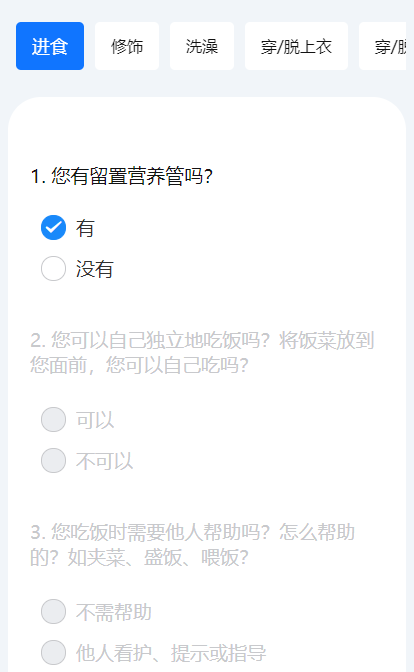 进食 修饰 洗澡 穿/脱上衣 穿/脱
1. 您有留置营养管吗？
有
没有
2. 您可以自己独立地吃饭吗？将饭菜放到
您面前，您可以自己吃吗？
可以
不可以
3. 您吃饭时需要他人帮助吗？怎么帮助
的？如夹菜、盛饭、喂饭？
不需帮助
他人看护、提示或指导